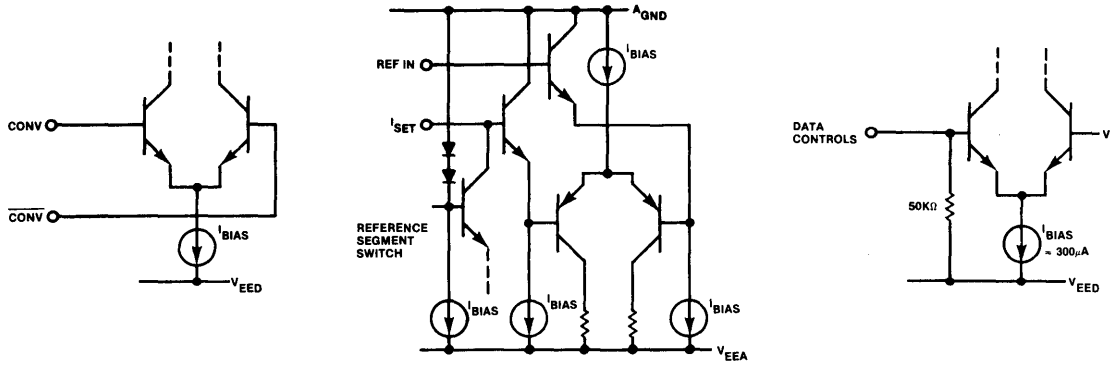 CONV
CONV
IBIAS
VEED
AGND
REF IN
IBIAS
ISET
REFERENCE
SEGMENT
SWITCH
IBIAS
IBIAS
IBIAS
VEEA
DATA
CONTROLS
V
50KΩ
IBIAS
≈ 300μA
VEED